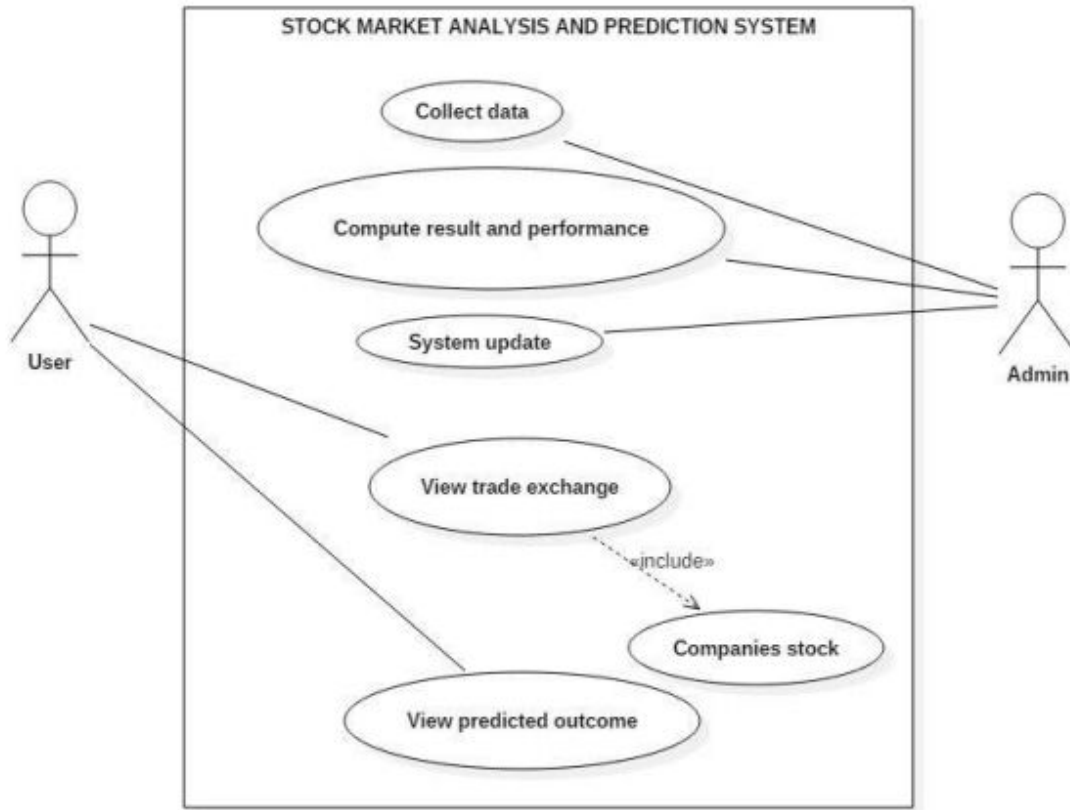 STOCK MARKET ANALYSIS AND PREDICTION SYSTEM
Collect data
Compute result and performance
System update
User
Admin
View trade exchange
«include»
Companies stock
View predicted outcome